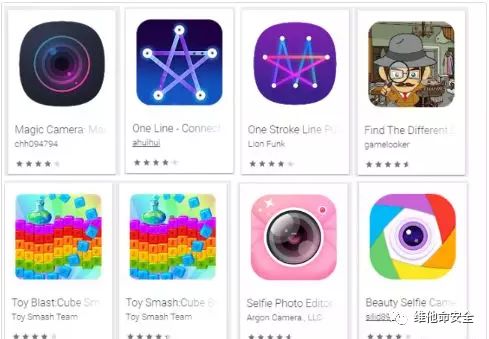 Magic Camera: Ma
chh094794
One Line - Connect
ahuihui
One Stroke Line P
Lion Funk
Find The Different
gamelooker
Toy Blast:Cube Sm
Toy Smash Team
Toy Smash:Cube
Toy Smash Team
Selfie Photo Editor
Argon Camera., LLC
Beauty Selfie Cam
维他命安全